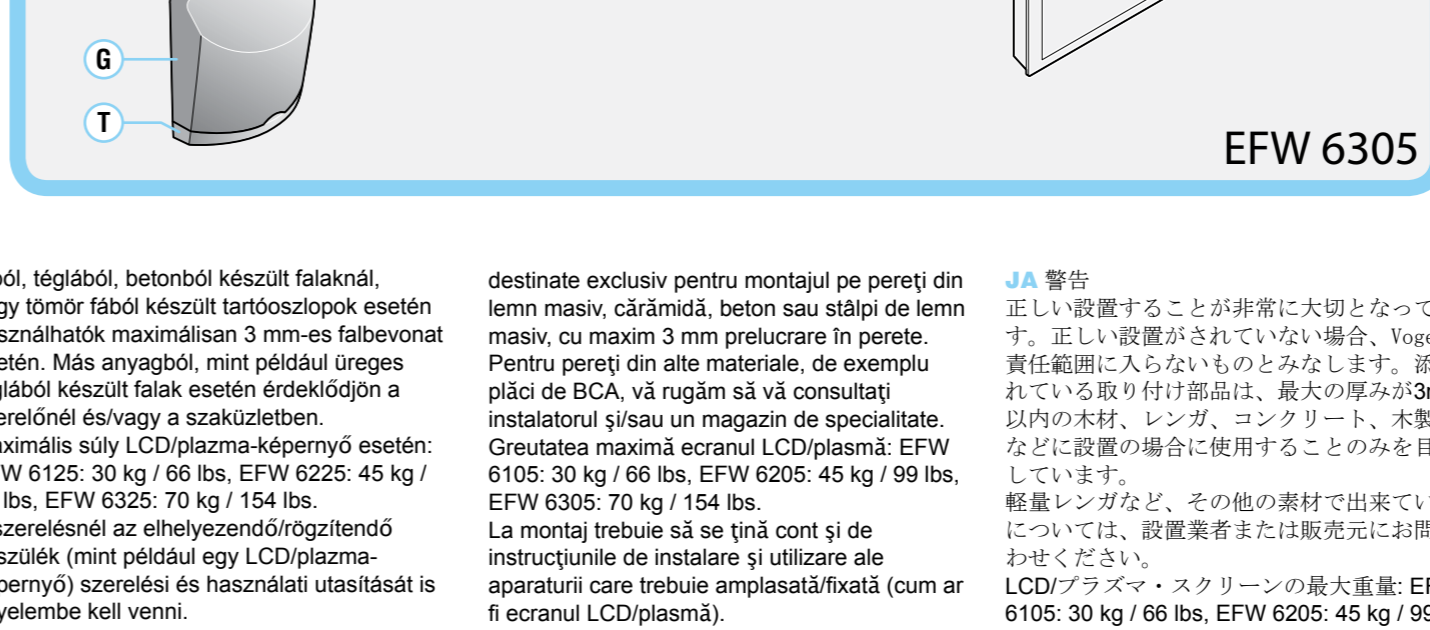 G
T
EFW 6305
ból, téglából, betonból készült falaknál,
gy tömör fából készült tartóoszlopok esetén
sználhatók maximálisan 3 mm-es falbevonat
etén. Más anyagból, mint például üreges
glából készült falak esetén érdeklődjön a
erelőnél és/vagy a szaküzletben.
aximális súly LCD/plazma-képernyő esetén:
W 6125: 30 kg / 66 lbs, EFW 6225: 45 kg /
lbs, EFW 6325: 70 kg / 154 lbs.
szerelésnél az elhelyezendő/rögzítendő
szülék (mint például egy LCD/plazma-
pernyő) szerelési és használati utasítását is
yelembe kell venni.
destinate exclusiv pentru montajul pe pereţi din
lemn masiv, cărămidă, beton sau stâlpi de lemn
masiv, cu maxim 3 mm prelucrare în perete.
Pentru pereţi din alte materiale, de exemplu
plăci de BCA, vă rugăm să vă consultaţi
instalatorul şi/sau un magazin de specialitate.
Greutatea maximă ecranul LCD/plasmă: EFW
6105: 30 kg / 66 lbs, EFW 6205: 45 kg / 99 lbs,
EFW 6305: 70 kg / 154 lbs.
La montaj trebuie să se ţină cont şi de
instrucţiunile de instalare şi utilizare ale
aparaturii care trebuie amplasată/fixată (cum ar
fi ecranul LCD/plasmă).
JA 警告
正しい設置することが非常に大切となって
す。正しい設置がされていない場合、Voge
責任範囲に入らないものとみなします。添
れている取り付け部品は、最大の厚みが3m
以内の木材、レンガ、コンクリート、木製
などに設置の場合に使用することのみを目
しています。
軽量レンガなど、その他の素材で出来てい
については、設置業者または販売元にお問
わせください。
LCD/プラズマ・スクリーンの最大重量: EF
6105: 30 kg / 66 lbs, EFW 6205: 45 kg / 99